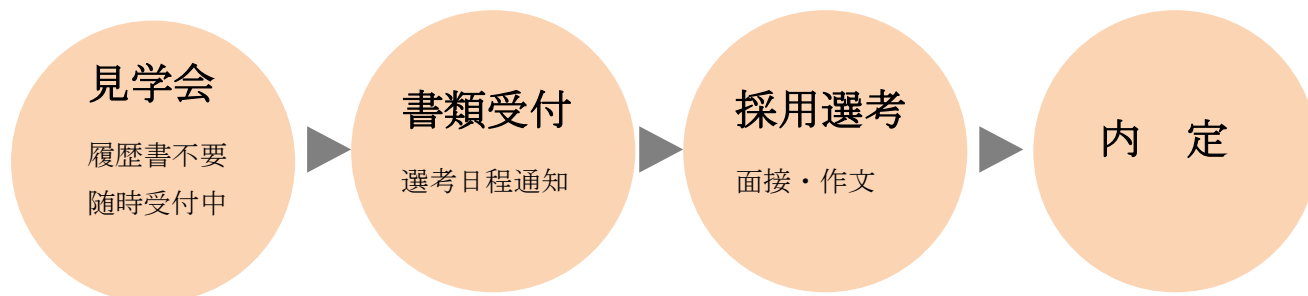 見学会
履歴書不要
随時受付中
書類受付
選考日程通知
採用選考
面接・作文
内　定